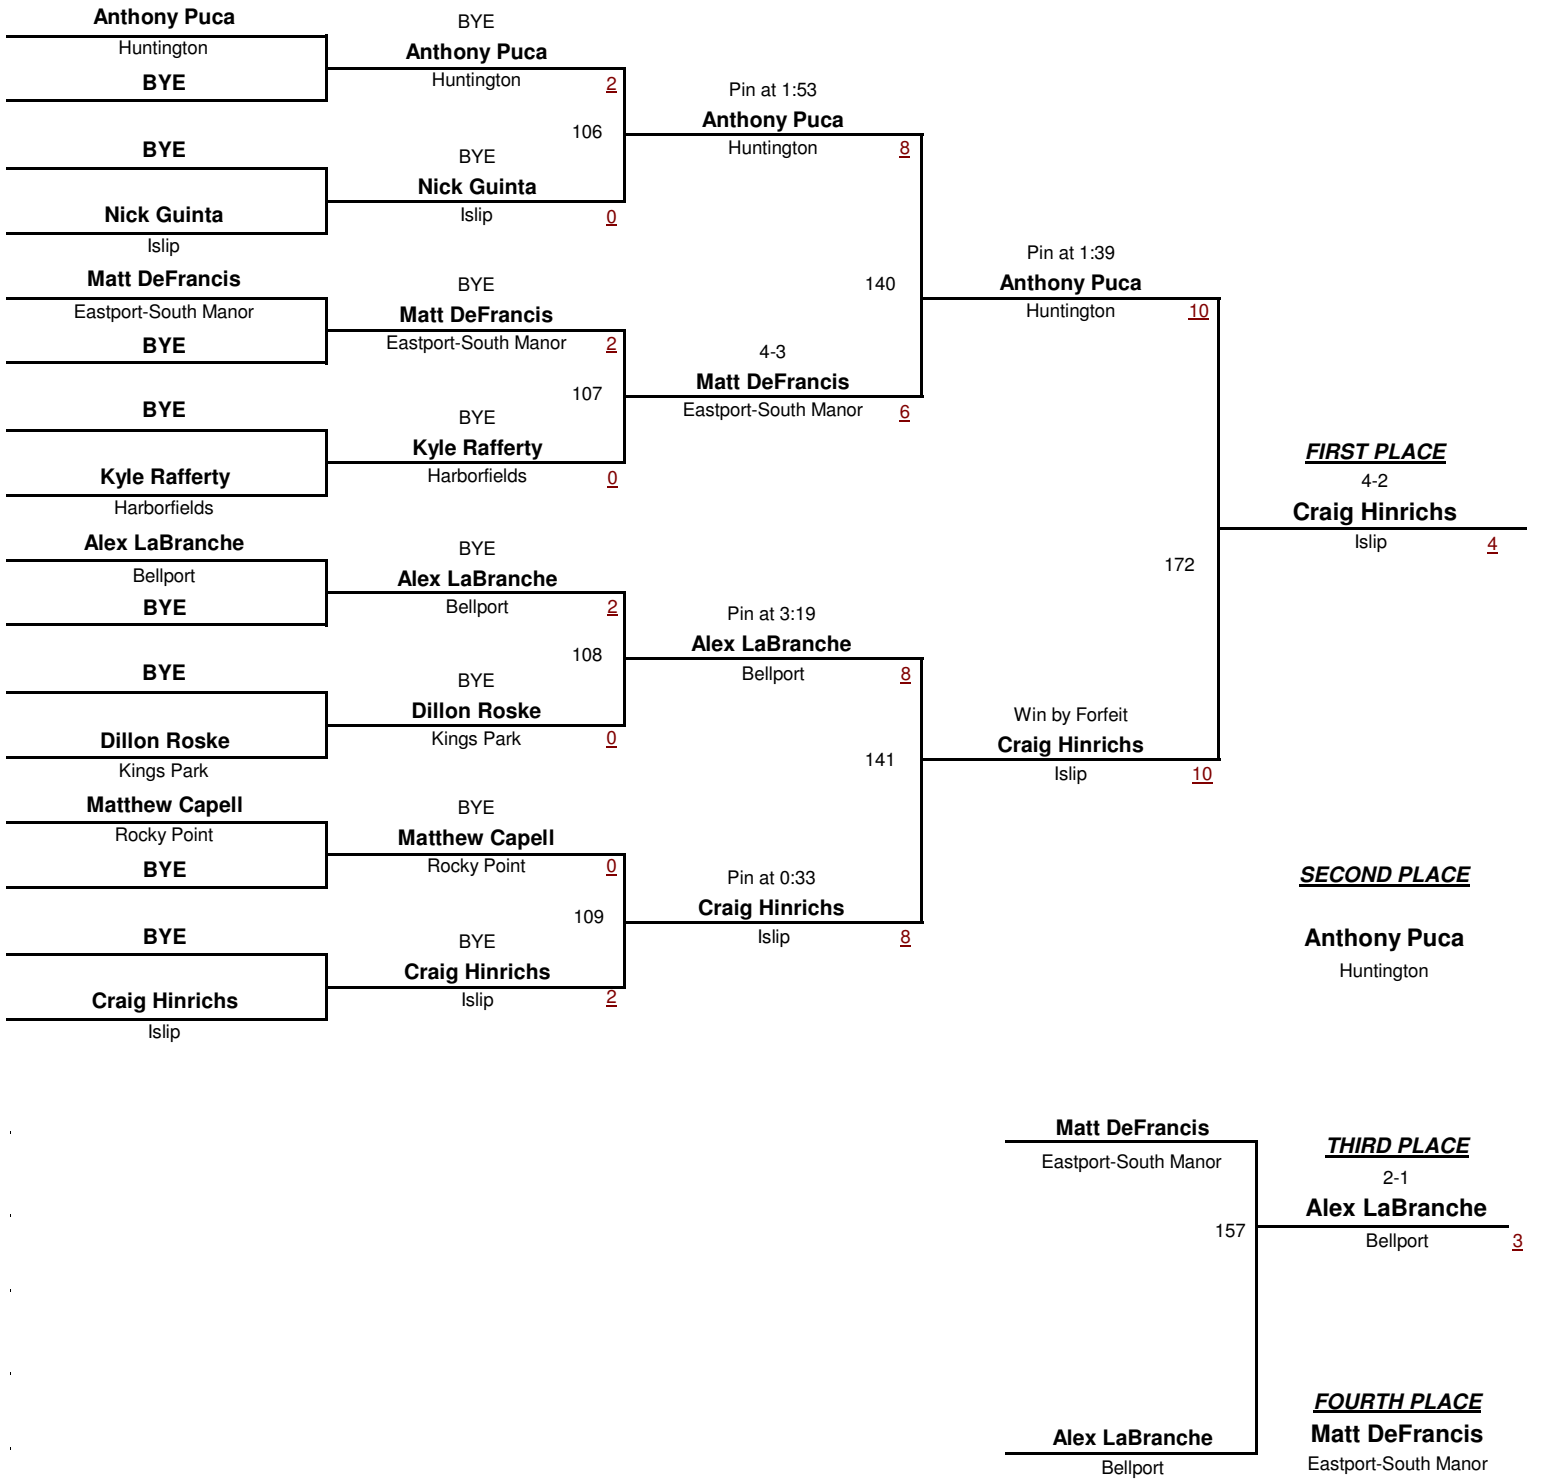 Anthony Puca
Huntington
BYE
BYE
Nick Guinta
Islip
Matt DeFrancis
Eastport-South Manor
BYE
BYE
Kyle Rafferty
Harborfields
Alex LaBranche
Bellport
BYE
BYE
Dillon Roske
Kings Park
Matthew Capell
Rocky Point
BYE
BYE
Craig Hinrichs
Islip
BYE
Anthony Puca
Huntington 2
106
BYE
Nick Guinta
Islip 0
BYE
Matt DeFrancis
Eastport-South Manor 2
107
BYE
Kyle Rafferty
Harborfields 0
BYE
Alex LaBranche
Bellport 2
108
BYE
Dillon Roske
Kings Park 0
BYE
Matthew Capell
Rocky Point 0
109
BYE
Craig Hinrichs
Islip 2
Pin at 1:53
Anthony Puca
Huntington 8
140
4-3
Matt DeFrancis
Eastport-South Manor 6
Pin at 3:19
Alex LaBranche
Bellport 8
141
Pin at 0:33
Craig Hinrichs
Islip 8
Pin at 1:39
Anthony Puca
Huntington 10
172
Win by Forfeit
Craig Hinrichs
Islip 10
FIRST PLACE
4-2
Craig Hinrichs
Islip 4
SECOND PLACE
Anthony Puca
Huntington
Matt DeFrancis
Eastport-South Manor
157
Alex LaBranche
Bellport
THIRD PLACE
2-1
Alex LaBranche
Bellport 3
FOURTH PLACE
Matt DeFrancis
Eastport-South Manor